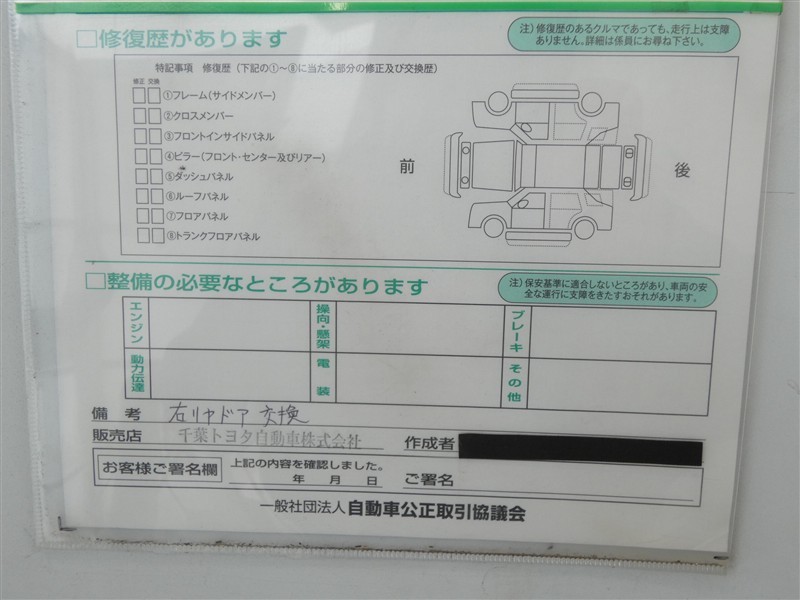 □修復歴があります
注）修復歴のあるクルマであっても、走行上は支障
ありません。詳細は係員にお尋ね下さい。
特記事項 修復歴（下記の①〜⑧に当たる部分の修正及び交換歴）
修正 交換
□□①フレーム（サイドメンバー）
□□②クロスメンバー
□□③フロントインサイドパネル
□□④ピラー（フロント・センター及びリアー）
□□⑤ダッシュパネル
□□⑥ルーフパネル
□□⑦フロアパネル
□□⑧トランクフロアパネル
前
後
□整備の必要なところがあります
注）保安基準に適合しないところがあり、車両の安
全な運行に支障をきたすおそれがあります。
エンジン
操向・懸架
ブレーキ
動力伝達
電装
その他
備考 右リヤドア 交換
販売店 千葉トヨタ自動車株式会社 作成者
お客様ご署名欄
上記の内容を確認しました。
年 月 日 ご署名
一般社団法人 自動車公正取引協議会